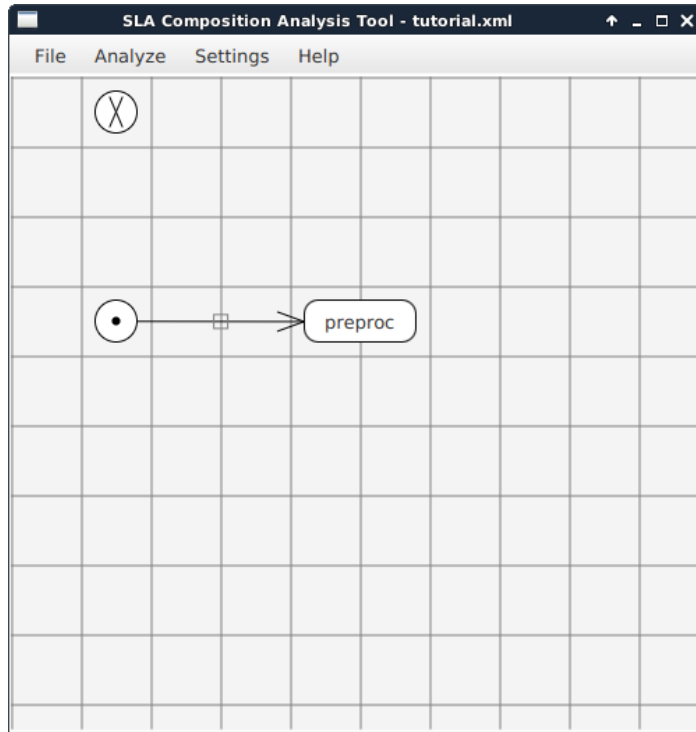 SLA Composition Analysis Tool - tutorial.xml
File Analyze Settings Help
preproc